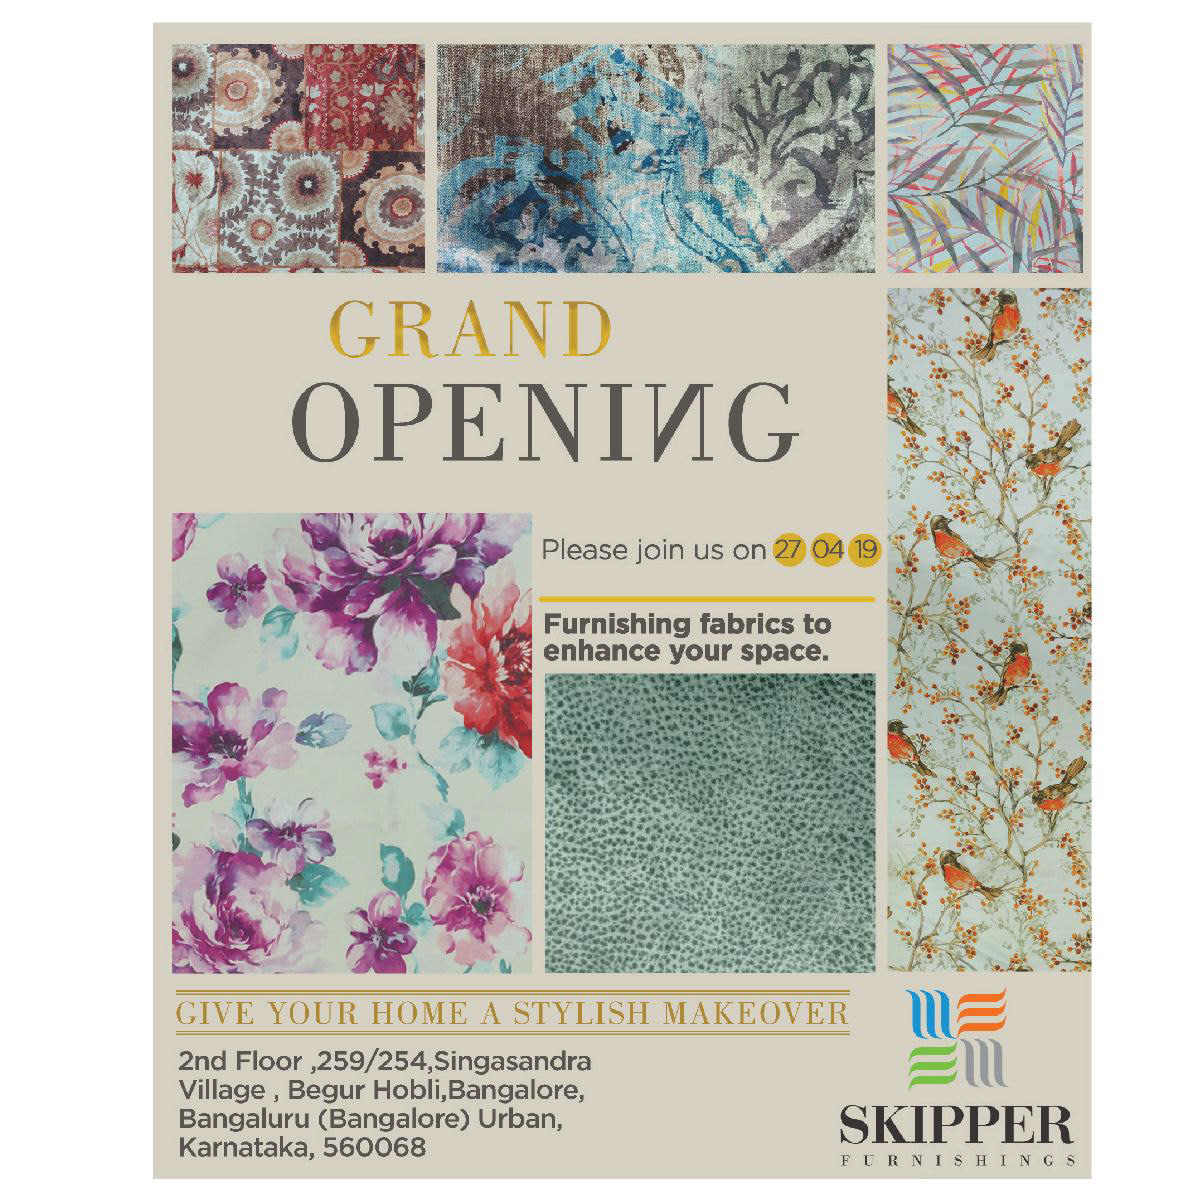 GRAND
OPENING
Please join us on 27 04 19
Furnishing fabrics to
enhance your space.
GIVE YOUR HOME A STYLISH MAKEOVER
2nd Floor ,259/254,Singasandra
Village , Begur Hobli,Bangalore,
Bangaluru (Bangalore) Urban,
Karnataka, 560068
SKIPPER
FURNISHINGS